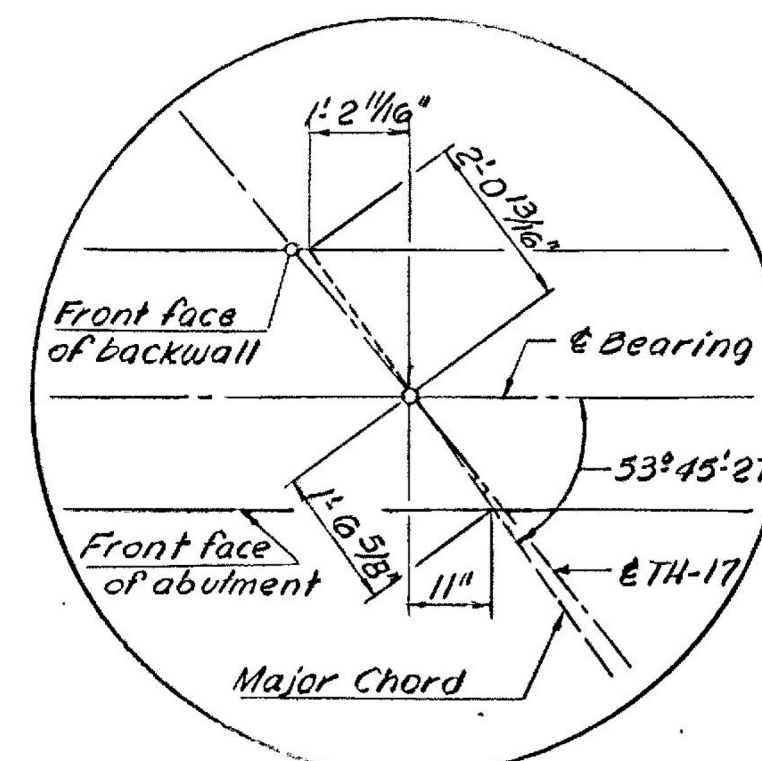 1'-2 11/16"
2'-0 13/16"
Front face
of backwall
℄ Bearing
53°45'27
1'-6 5/8"
Front face
of abutment
11"
℄ TH-17
Major Chord